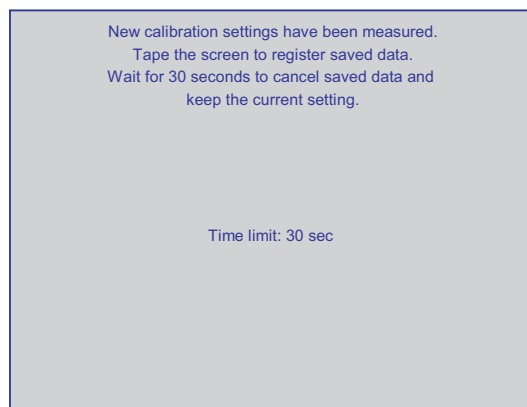 New calibration settings have been measured.
Tape the screen to register saved data.
Wait for 30 seconds to cancel saved data and
keep the current setting.
Time limit: 30 sec